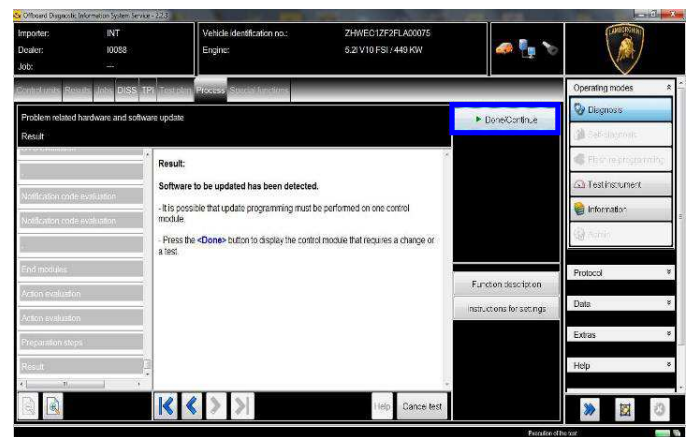 Offboard Diagnostic Information System Service - 2.2.3
Importer: INT
Dealer: I0088
Job: ---
Vehicle identification no.: ZHWEC1ZF2FLA00075
Engine: 5.2l V10 FSI / 449 KW
LAMBORGHINI
Control units Results Jobs DISS TPI Test plan Process Special functions
Problem related hardware and software update
Result
Notification code evaluation
Notification code evaluation
End modules
Action evaluation
Action evaluation
Preparation steps
Result
Result:
Software to be updated has been detected.
- It is possible that update programming must be performed on one control
module.
- Press the <Done> button to display the control module that requires a change or
a test.
Done/Continue
Function description
Instructions for settings
Help
Cancel test
Operating modes
Diagnosis
Self-diagnosis
Flash re-programming
Test instrument
Information
Admin
Protocol
Data
Extras
Help
Execution of the test